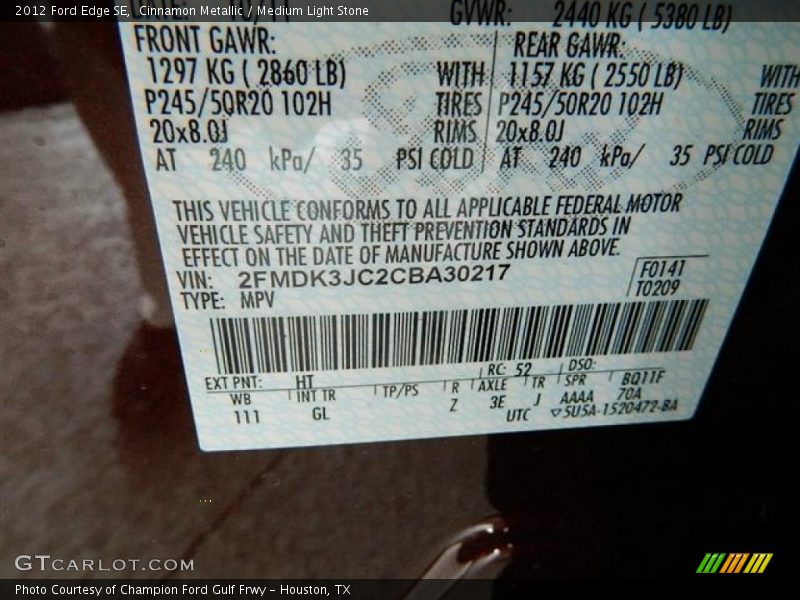 2012 Ford Edge SE, Cinnamon Metallic / Medium Light Stone
GVWR: 2440 KG ( 5380 LB)
FRONT GAWR: REAR GAWR:
1297 KG ( 2860 LB) WITH 1157 KG ( 2550 LB) WITH
P245/50R20 102H TIRES P245/50R20 102H TIRES
20x8.0J RIMS 20x8.0J RIMS
AT 240 kPa/ 35 PSI COLD AT 240 kPa/ 35 PSI COLD
THIS VEHICLE CONFORMS TO ALL APPLICABLE FEDERAL MOTOR
VEHICLE SAFETY AND THEFT PREVENTION STANDARDS IN
EFFECT ON THE DATE OF MANUFACTURE SHOWN ABOVE.
VIN: 2FMDK3JC2CBA30217 F0141
TYPE: MPV T0209
EXT PNT: HT RC: 52 DSO:
WB INT TR TP/PS R AXLE TR SPR BQ11F
111 GL Z 3E J AAAA 70A
UTC ▽5U5A-1520472-BA
GTCARLOT.COM
Photo Courtesy of Champion Ford Gulf Frwy - Houston, TX